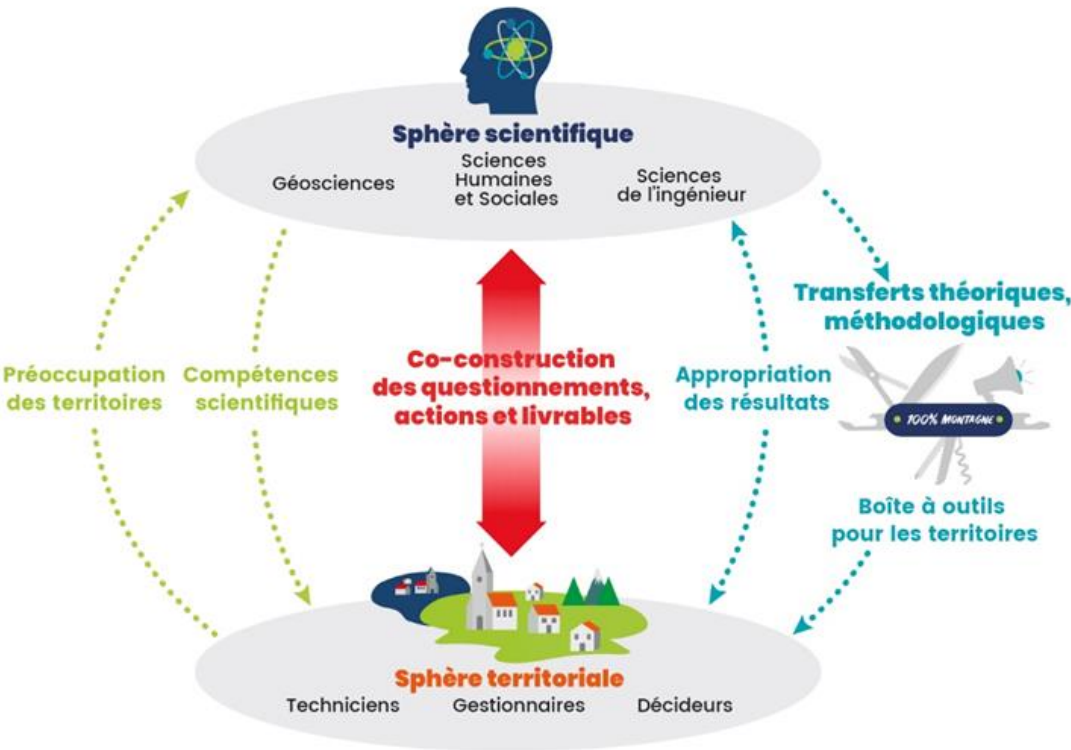 Sphère scientifique
Géosciences
Sciences
Humaines
et Sociales
Sciences
de l'ingénieur
Transferts théoriques,
méthodologiques
Préoccupation
des territoires
Compétences
scientifiques
Co-construction
des questionnements,
actions et livrables
Appropriation
des résultats
100% MONTAGNE
Boîte à outils
pour les territoires
Sphère territoriale
Techniciens
Gestionnaires
Décideurs